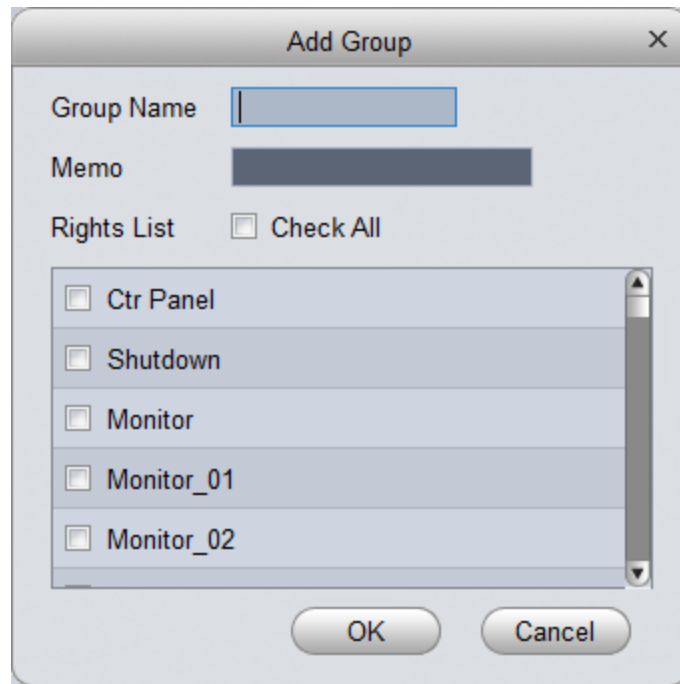 Add Group
Group Name
Memo
Rights List Check All
Ctr Panel
Shutdown
Monitor
Monitor_01
Monitor_02
OK Cancel